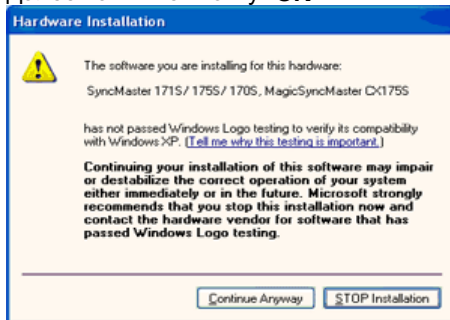 Hardware Installation
The software you are installing for this hardware:
SyncMaster 171S/ 175S/ 170S, MagicSyncMaster CX175S
has not passed Windows Logo testing to verify its compatibility
with Windows XP. (Tell me why this testing is important.)
Continuing your installation of this software may impair
or destabilize the correct operation of your system
either immediately or in the future. Microsoft strongly
recommends that you stop this installation now and
contact the hardware vendor for software that has
passed Windows Logo testing.
Continue Anyway STOP Installation